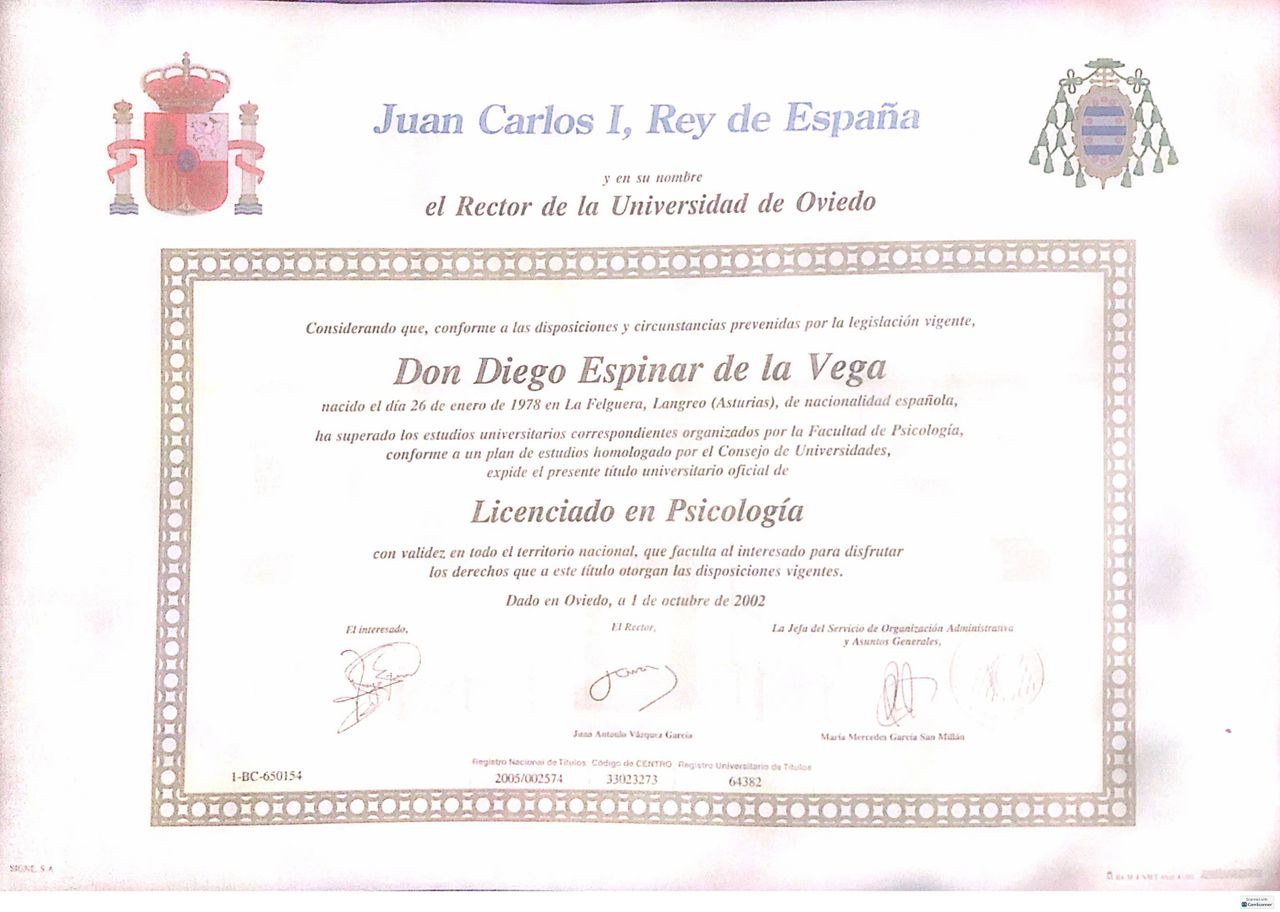 Juan Carlos I, Rey de España
y en su nombre
el Rector de la Universidad de Oviedo
Considerando que, conforme a las disposiciones y circunstancias prevenidas por la legislación vigente,
Don Diego Espinar de la Vega
nacido el día 26 de enero de 1978 en La Felguera, Langreo (Asturias), de nacionalidad española,
ha superado los estudios universitarios correspondientes organizados por la Facultad de Psicología,
conforme a un plan de estudios homologado por el Consejo de Universidades,
expide el presente título universitario oficial de
Licenciado en Psicología
con validez en todo el territorio nacional, que faculta al interesado para disfrutar
los derechos que a este título otorgan las disposiciones vigentes.
Dado en Oviedo, a 1 de octubre de 2002
El interesado, El Rector, La Jefa del Servicio de Organización Administrativa
y Asuntos Generales,
Juan Antonio Vázquez García María Mercedes García San Millán
Registro Nacional de Títulos Código de CENTRO Registro Universitario de Títulos
1-BC-650154 2005/002574 33023273 64382
SIGNE, S.A.
Scanned with
CamScanner